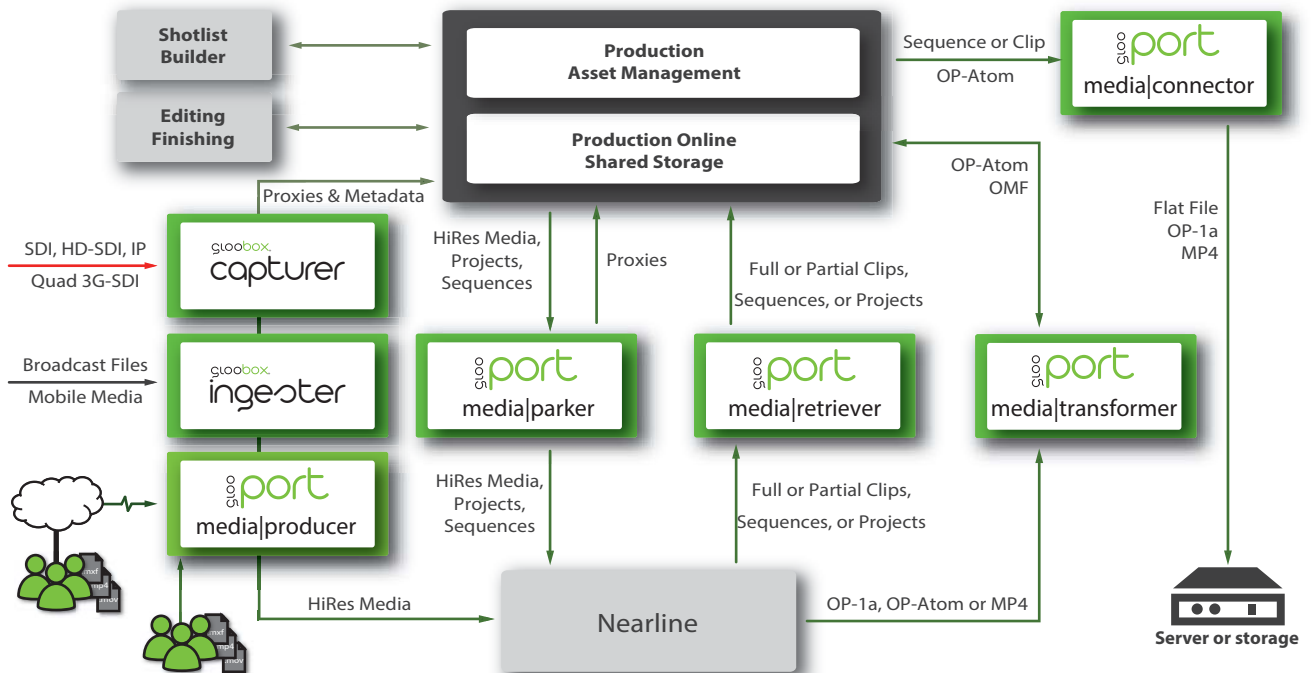 Shotlist
Builder
Editing
Finishing
Production
Asset Management
Production Online
Shared Storage
Sequence or Clip
OP-Atom
gloo
port
media|connector
Proxies & Metadata
OP-Atom
OMF
Flat File
OP-1a
MP4
SDI, HD-SDI, IP
Quad 3G-SDI
gloobox
capturer
HiRes Media,
Projects,
Sequences
Proxies
Full or Partial Clips,
Sequences, or Projects
Broadcast Files
Mobile Media
gloobox
ingester
gloo
port
media|parker
gloo
port
media|retriever
gloo
port
media|transformer
gloo
port
media|producer
HiRes Media,
Projects,
Sequences
Full or Partial Clips,
Sequences, or Projects
.mxf
.mp4
.mov
.mxf
.mp4
.mov
HiRes Media
Nearline
OP-1a, OP-Atom or MP4
Server or storage